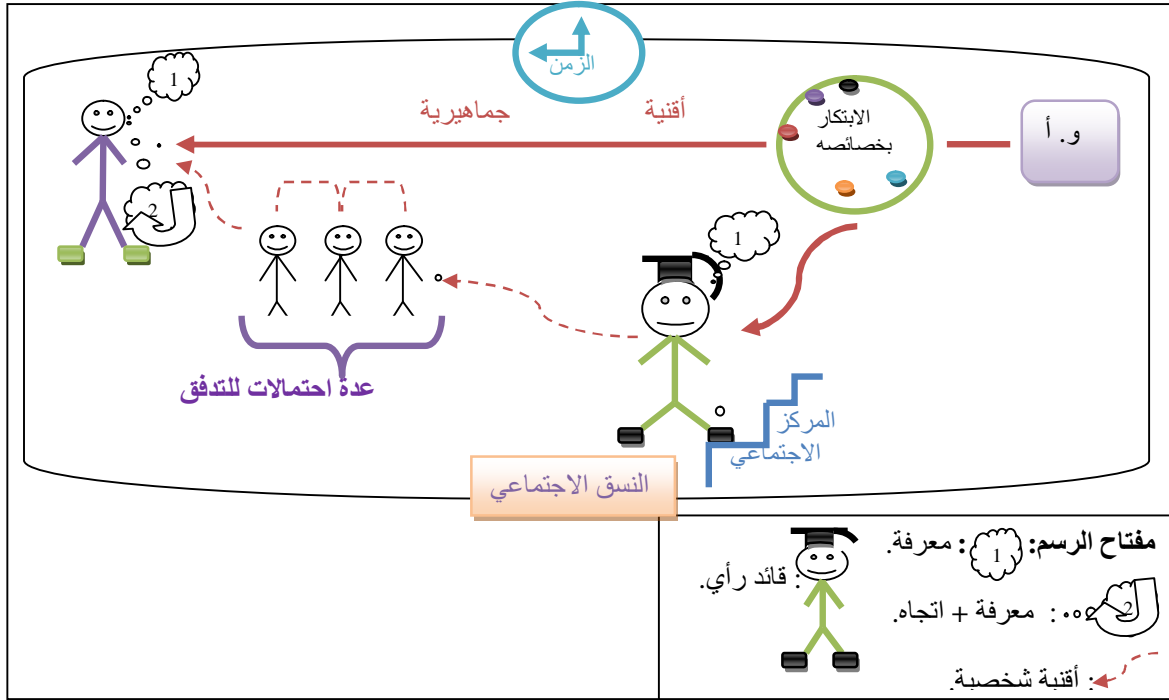 الزمن
و. أ
الابتكار
بخصائصه
أقنية جماهيرية
1
2
1
عدة احتمالات للتدفق
المركز
الاجتماعي
النسق الاجتماعي
مفتاح الرسم: 1 : معرفة.
: قائد رأي.
2 : معرفة + اتجاه.
: أقنية شخصية.